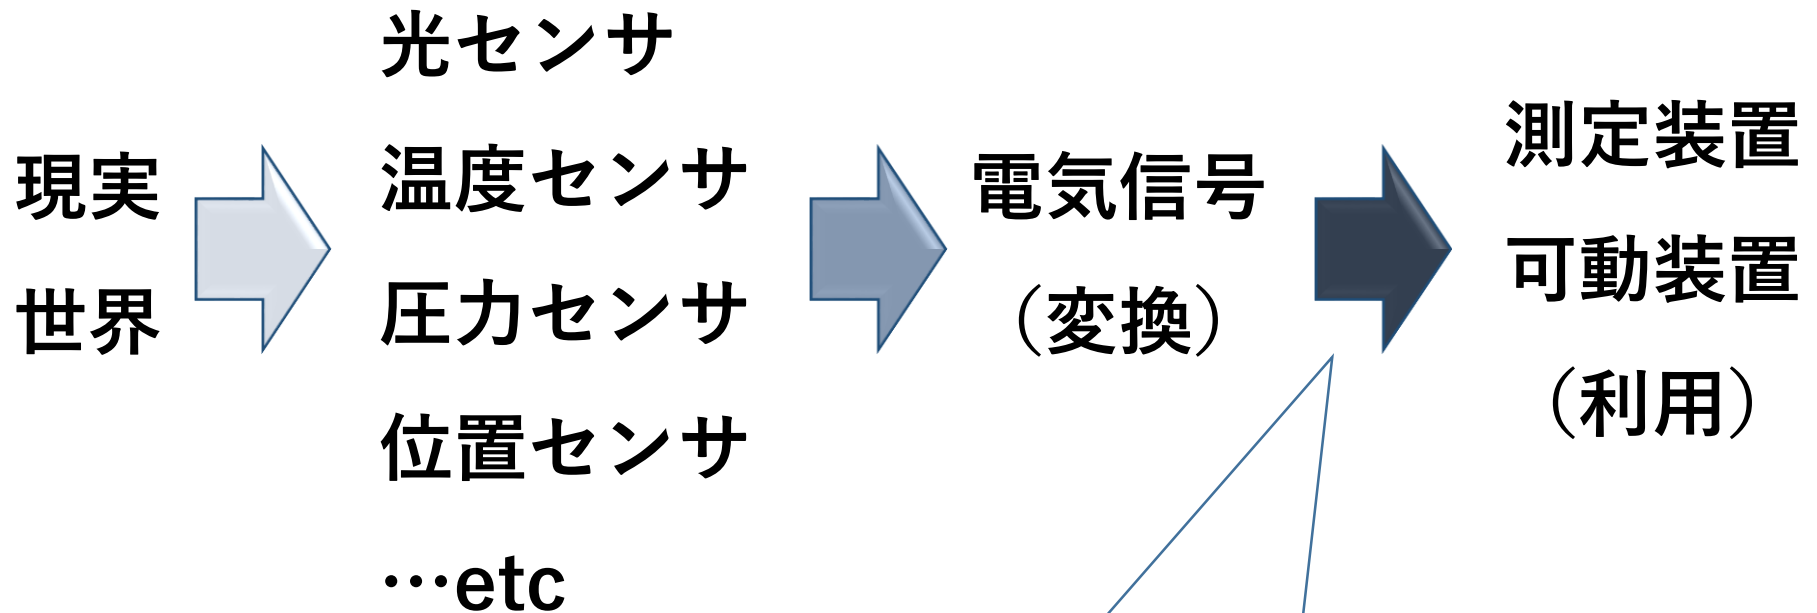 現実
世界
光センサ
温度センサ
圧力センサ
位置センサ
…etc
電気信号
（変換）
測定装置
可動装置
（利用）